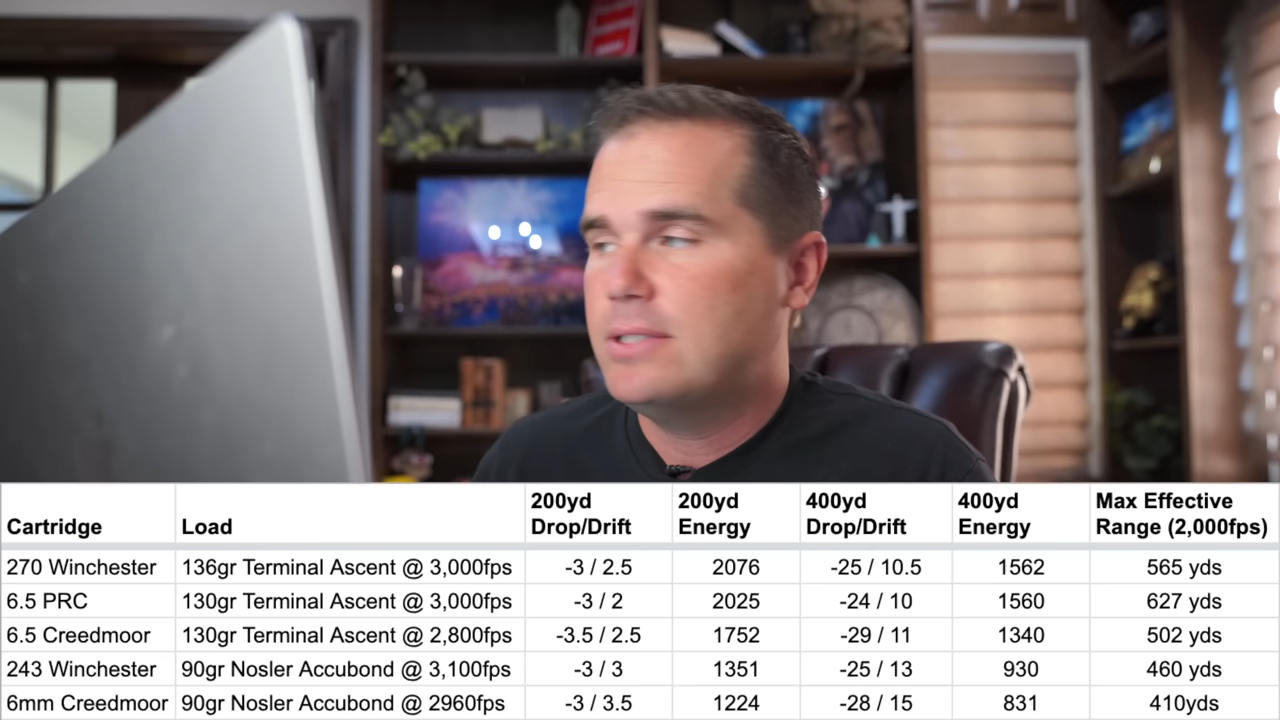 Cartridge Load 200yd Drop/Drift 200yd Energy 400yd Drop/Drift 400yd Energy Max Effective Range (2,000fps)
270 Winchester 136gr Terminal Ascent @ 3,000fps -3 / 2.5 2076 -25 / 10.5 1562 565 yds
6.5 PRC 130gr Terminal Ascent @ 3,000fps -3 / 2 2025 -24 / 10 1560 627 yds
6.5 Creedmoor 130gr Terminal Ascent @ 2,800fps -3.5 / 2.5 1752 -29 / 11 1340 502 yds
243 Winchester 90gr Nosler Accubond @ 3,100fps -3 / 3 1351 -25 / 13 930 460 yds
6mm Creedmoor 90gr Nosler Accubond @ 2960fps -3 / 3.5 1224 -28 / 15 831 410yds